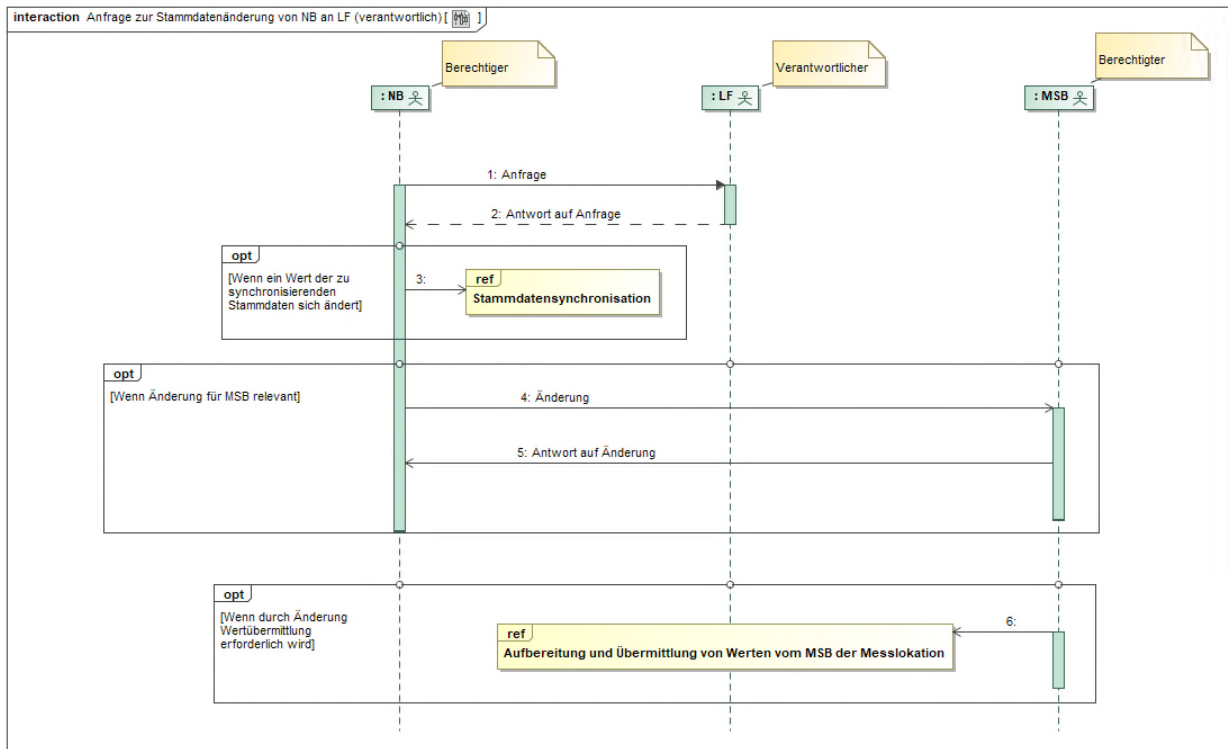 interaction Anfrage zur Stammdatenänderung von NB an LF (verantwortlich)[ ]
Berechtiger
Verantwortlicher
Berechtigter
: NB
: LF
: MSB
1: Anfrage
2: Antwort auf Anfrage
opt
[Wenn ein Wert der zu
synchronisierenden
Stammdaten sich ändert]
3:
ref
Stammdatensynchronisation
opt
[Wenn Änderung für MSB relevant]
4: Änderung
5: Antwort auf Änderung
opt
[Wenn durch Änderung
Wertübermittlung
erforderlich wird]
6:
ref
Aufbereitung und Übermittlung von Werten vom MSB der Messlokation